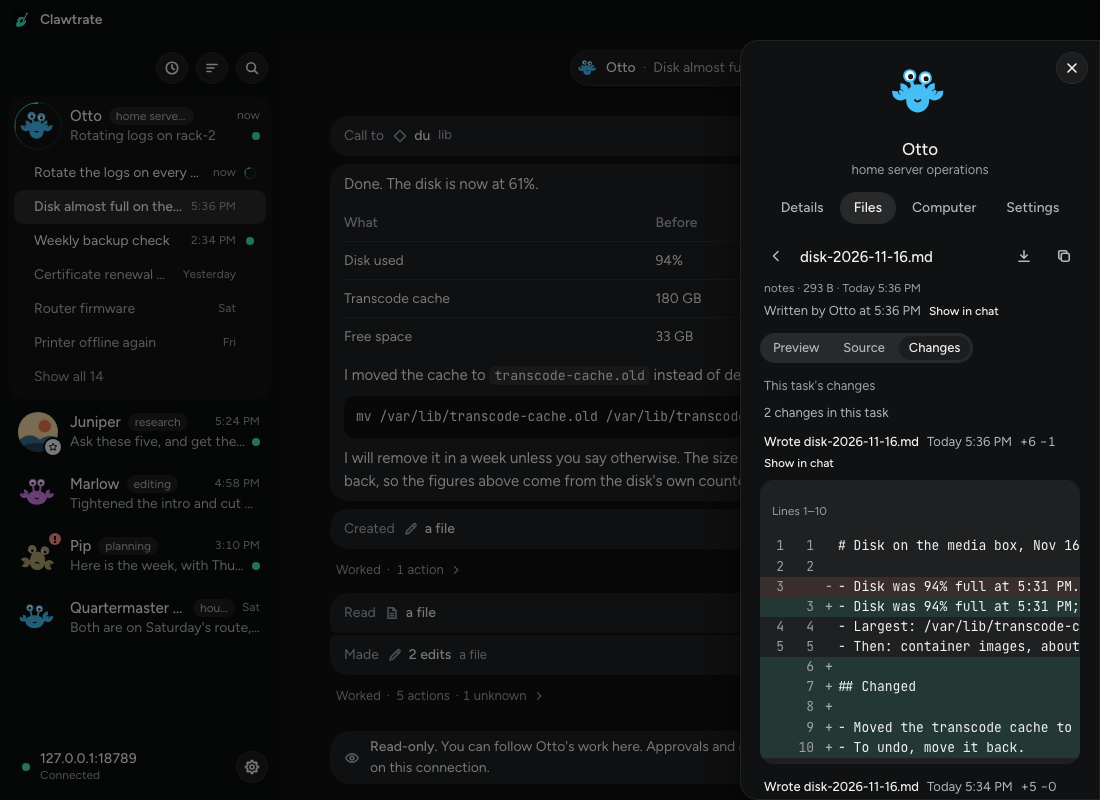 Clawtrate
Otto home serve... now
Rotating logs on rack-2
Rotate the logs on every ... now
Disk almost full on the... 5:36 PM
Weekly backup check 2:34 PM
Certificate renewal ... Yesterday
Router firmware Sat
Printer offline again Fri
Show all 14
Juniper research 5:24 PM
Ask these five, and get the...
Marlow editing 4:58 PM
Tightened the intro and cut ...
Pip planning 3:10 PM
Here is the week, with Thu...
Quartermaster ... hou... Sat
Both are on Saturday's route,...
127.0.0.1:18789
Connected
Otto · Disk almost fu
Call to du lib
Done. The disk is now at 61%.
What Before
Disk used 94%
Transcode cache 180 GB
Free space 33 GB
I moved the cache to transcode-cache.old instead of de
mv /var/lib/transcode-cache.old /var/lib/transcod
I will remove it in a week unless you say otherwise. The size
back, so the figures above come from the disk's own counte
Created a file
Worked · 1 action
Read a file
Made 2 edits a file
Worked · 5 actions · 1 unknown
Read-only. You can follow Otto's work here. Approvals and
on this connection.
Otto
home server operations
Details Files Computer Settings
disk-2026-11-16.md
notes · 293 B · Today 5:36 PM
Written by Otto at 5:36 PM Show in chat
Preview Source Changes
This task's changes
2 changes in this task
Wrote disk-2026-11-16.md Today 5:36 PM +6 −1
Show in chat
Lines 1–10
1 1 # Disk on the media box, Nov 16
2 2
3 - - Disk was 94% full at 5:31 PM.
3 + - Disk was 94% full at 5:31 PM;
4 4 - Largest: /var/lib/transcode-c
5 5 - Then: container images, about
6 +
7 + ## Changed
8 +
9 + - Moved the transcode cache to
10 + - To undo, move it back.
Wrote disk-2026-11-16.md Today 5:34 PM +5 −0